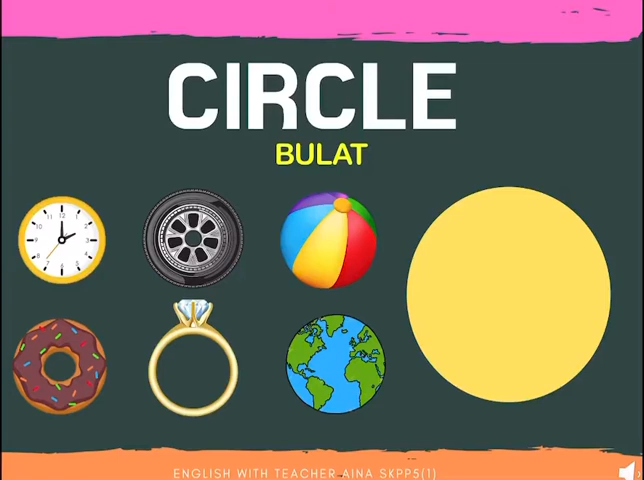 CIRCLE
BULAT
ENGLISH WITH TEACHER AINA SKPP5(1)